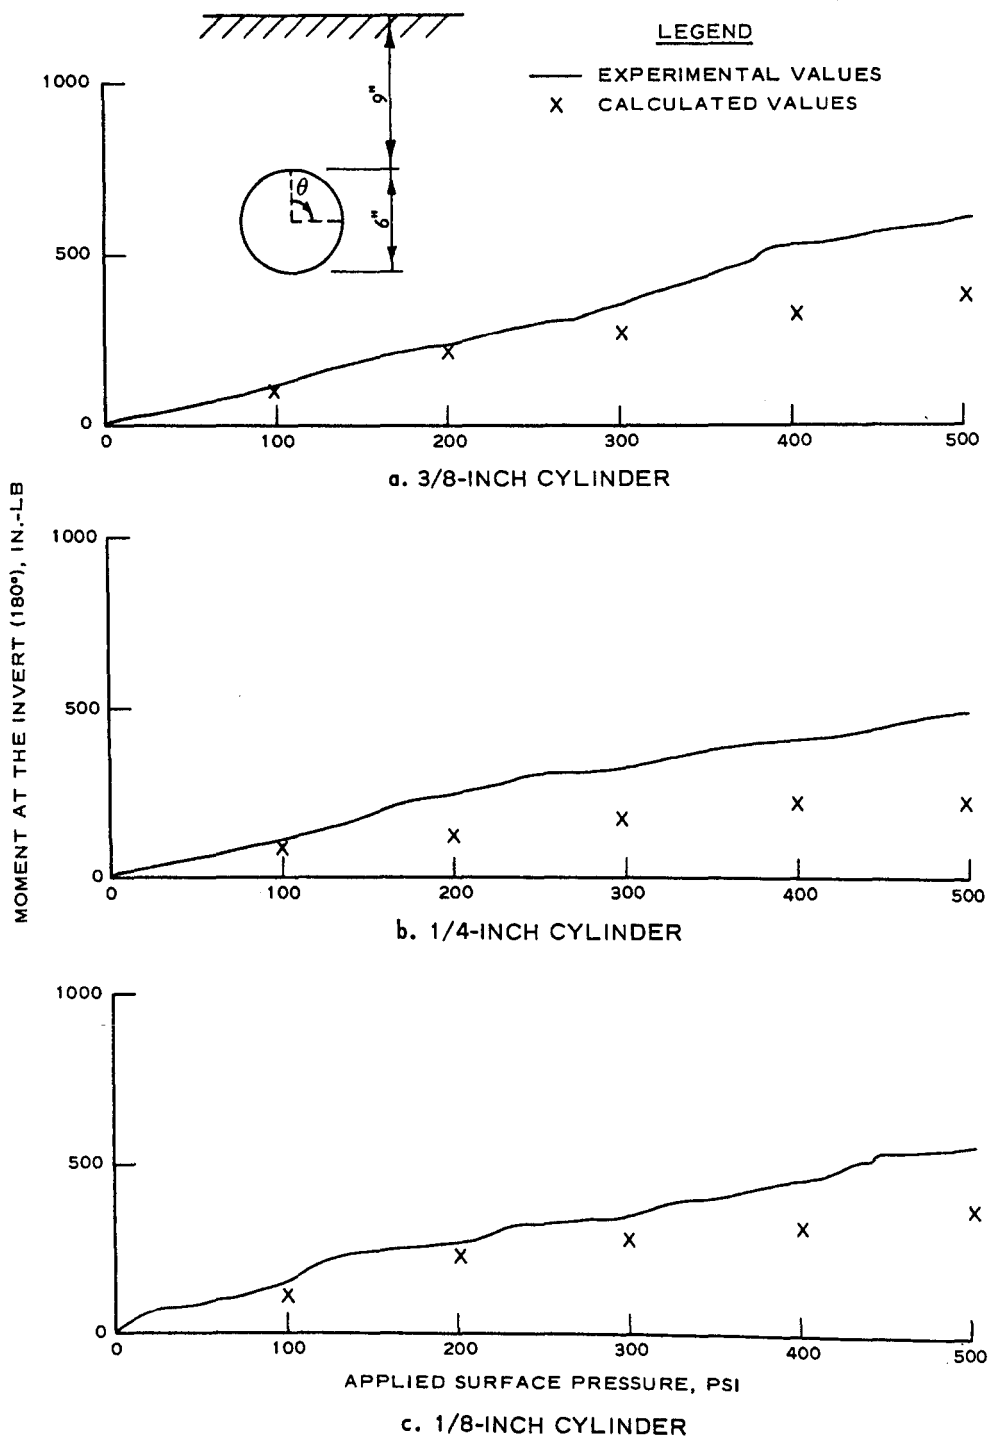 LEGEND
EXPERIMENTAL VALUES
X CALCULATED VALUES
9"
θ
6"
1000
500
0
0 100 200 300 400 500
a. 3/8-INCH CYLINDER
MOMENT AT THE INVERT (180°), IN.-LB
1000
500
0
0 100 200 300 400 500
b. 1/4-INCH CYLINDER
1000
500
0
0 100 200 300 400 500
APPLIED SURFACE PRESSURE, PSI
c. 1/8-INCH CYLINDER